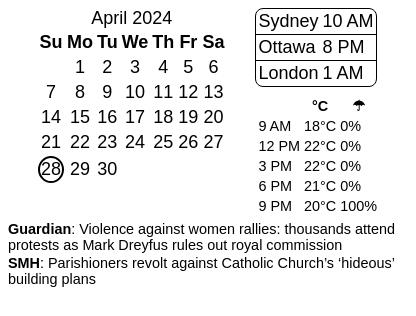 April 2024
Su Mo Tu We Th Fr Sa
1 2 3 4 5 6
7 8 9 10 11 12 13
14 15 16 17 18 19 20
21 22 23 24 25 26 27
28 29 30
Sydney 10 AM
Ottawa 8 PM
London 1 AM
°C ☂
9 AM 18°C 0%
12 PM 22°C 0%
3 PM 22°C 0%
6 PM 21°C 0%
9 PM 20°C 100%
Guardian: Violence against women rallies: thousands attend
protests as Mark Dreyfus rules out royal commission
SMH: Parishioners revolt against Catholic Church’s ‘hideous’
building plans